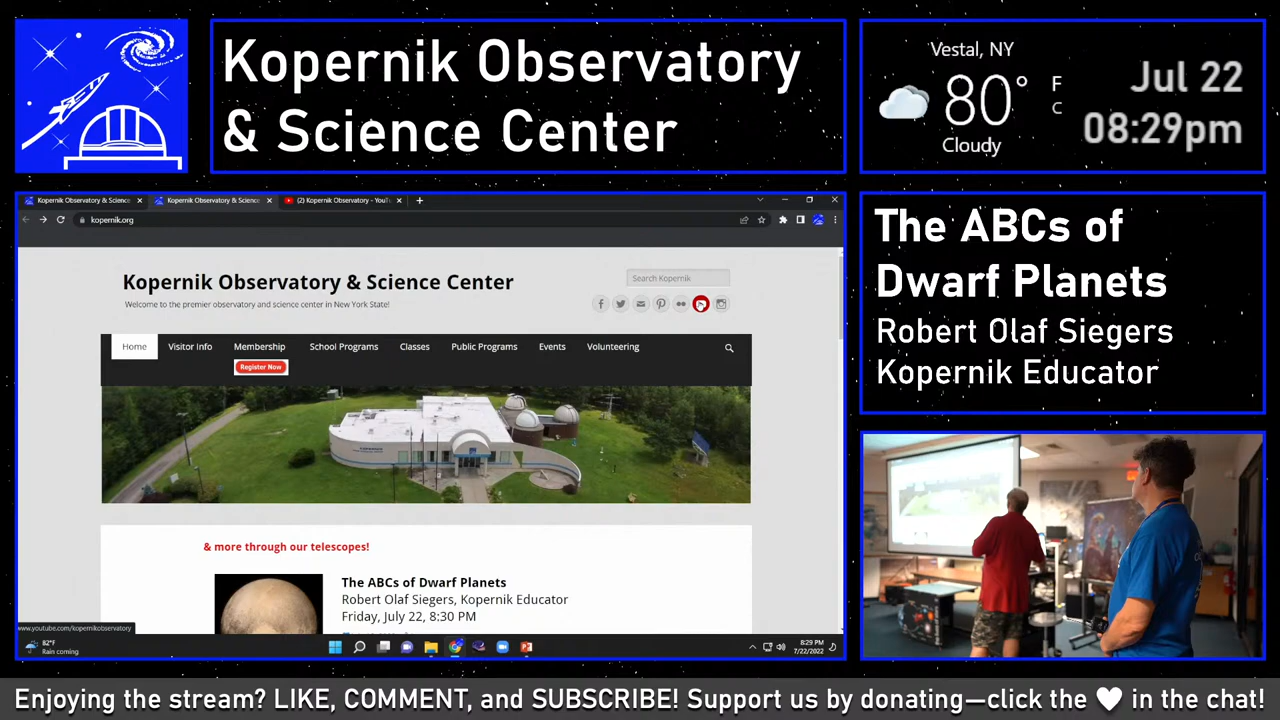 Kopernik Observatory
& Science Center
Vestal, NY
80°
F
C
Cloudy
Jul 22
08:29pm
Kopernik Observatory & Science
Kopernik Observatory & Science
(2) Kopernik Observatory - YouTu
kopernik.org
Kopernik Observatory & Science Center
Welcome to the premier observatory and science center in New York State!
Search Kopernik
Home
Visitor Info
Membership
School Programs
Classes
Public Programs
Events
Volunteering
Register Now
& more through our telescopes!
The ABCs of Dwarf Planets
Robert Olaf Siegers, Kopernik Educator
Friday, July 22, 8:30 PM
www.youtube.com/kopernikobservatory
82°F
Rain coming
8:29 PM
7/22/2022
The ABCs of
Dwarf Planets
Robert Olaf Siegers
Kopernik Educator
Enjoying the stream? LIKE, COMMENT, and SUBSCRIBE! Support us by donating—click the ♥ in the chat!